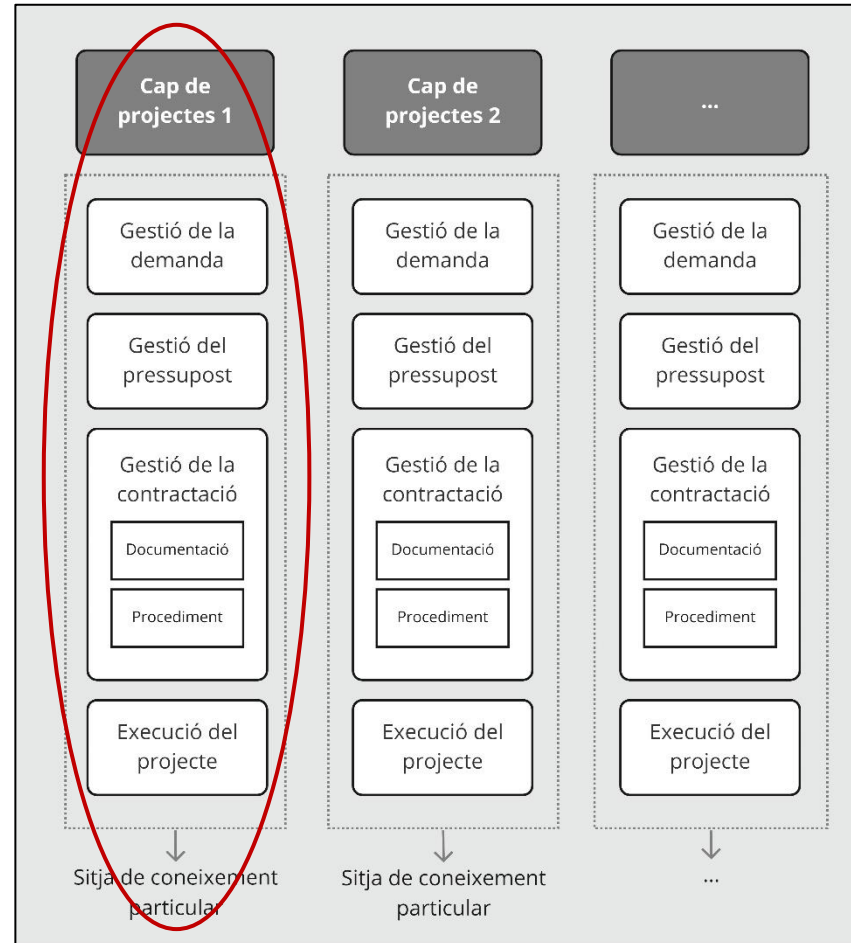 Cap de
projectes 1
Gestió de la
demanda
Gestió del
pressupost
Gestió de la
contractació
Documentació
Procediment
Execució del
projecte
Sitja de coneixement
particular
Cap de
projectes 2
Gestió de la
demanda
Gestió del
pressupost
Gestió de la
contractació
Documentació
Procediment
Execució del
projecte
Sitja de coneixement
particular
...
Gestió de la
demanda
Gestió del
pressupost
Gestió de la
contractació
Documentació
Procediment
Execució del
projecte
...